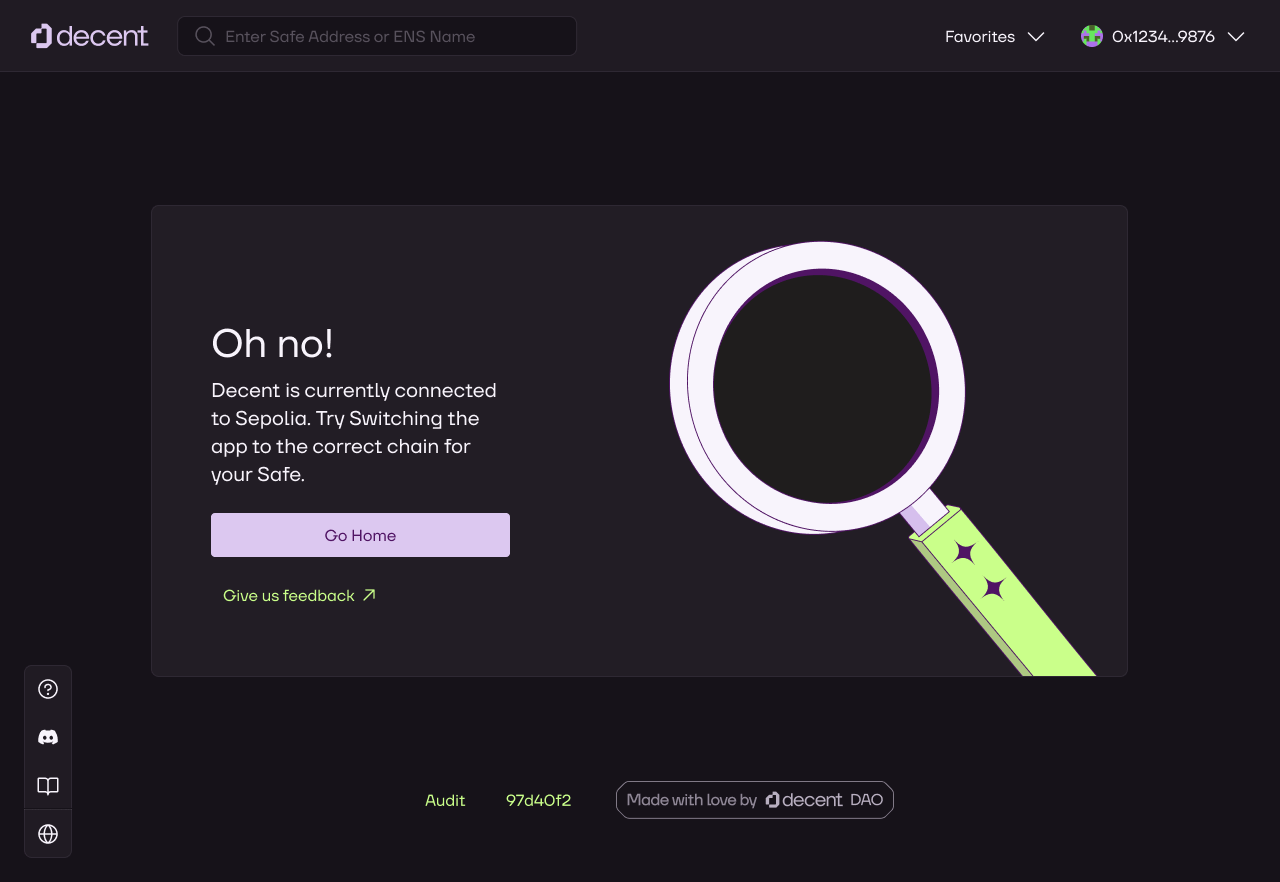 decent
Enter Safe Address or ENS Name
Favorites
0x1234...9876
Oh no!
Decent is currently connected
to Sepolia. Try Switching the
app to the correct chain for
your Safe.
Go Home
Give us feedback
Audit
97d40f2
Made with love by decent DAO